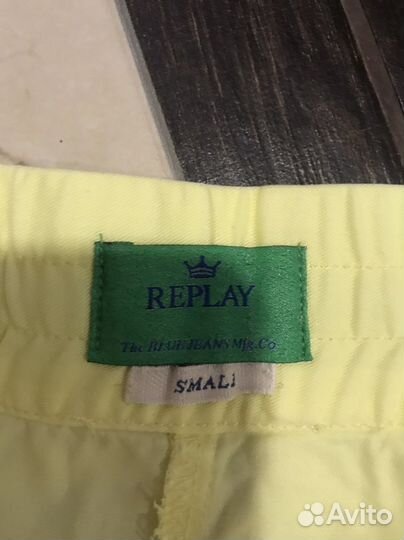 REPLAY
The BLUE JEANS Mfg. Co.
SMALL
Avito